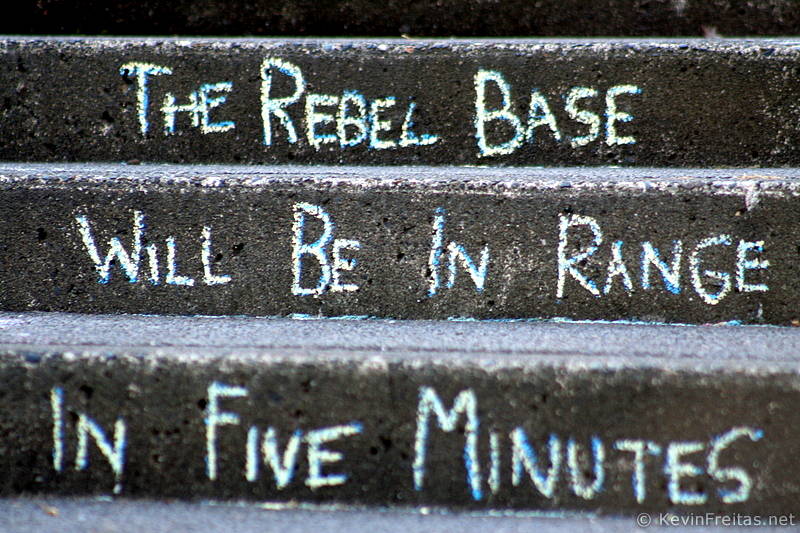 The Rebel Base
Will Be In Range
In Five Minutes
© KevinFreitas.net